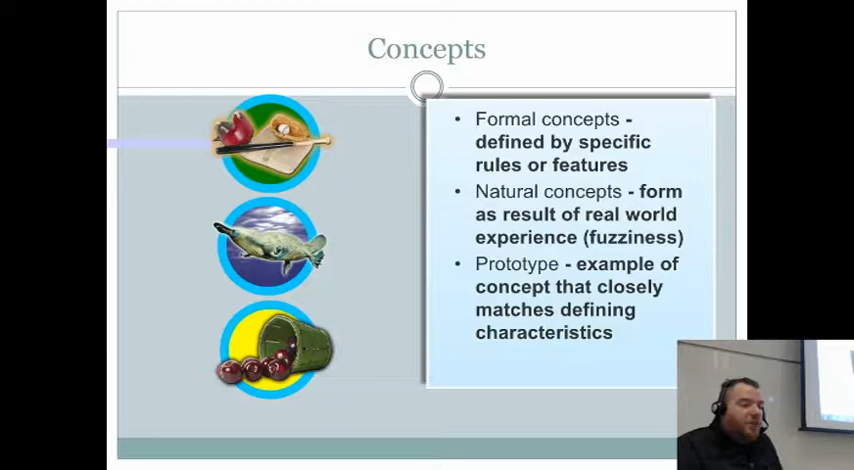 Concepts
• Formal concepts -
defined by specific
rules or features
• Natural concepts - form
as result of real world
experience (fuzziness)
• Prototype - example of
concept that closely
matches defining
characteristics